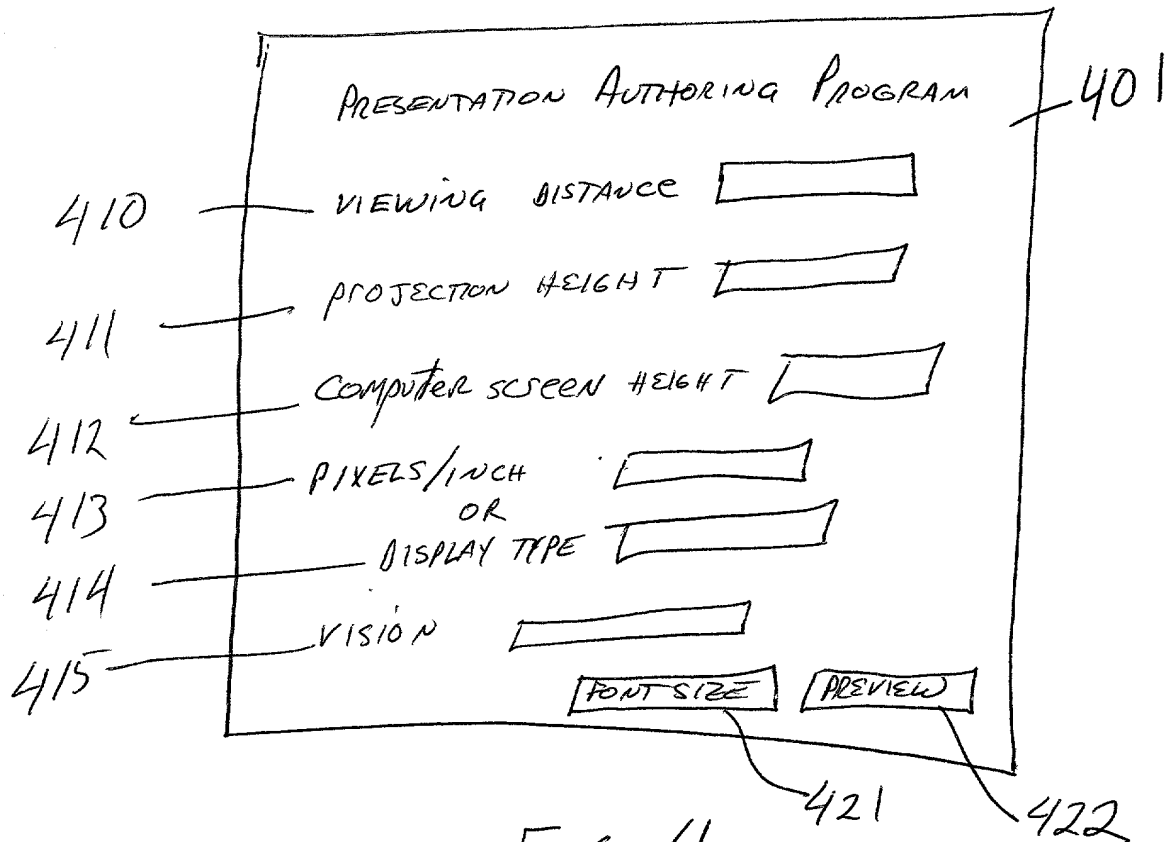 PRESENTATION AUTHORING PROGRAM
401
410 VIEWING DISTANCE
411 PROJECTION HEIGHT
412 COMPUTER SCREEN HEIGHT
413 PIXELS/INCH
OR
414 DISPLAY TYPE
415 VISION
FONT SIZE PREVIEW
421 422